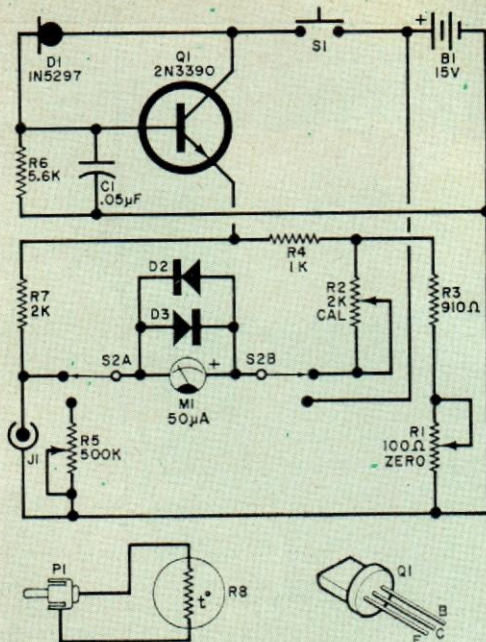 D1
1N5297
Q1
2N3390
S1
+
B1
15V
R6
5.6K
C1
.05µF
R4
1K
R7
2K
D2
D3
R2
2K
CAL
R3
910Ω
S2A
+
S2B
M1
50µA
J1
R5
500K
R1
100Ω
ZERO
P1
t°
R8
Q1
B
C
E